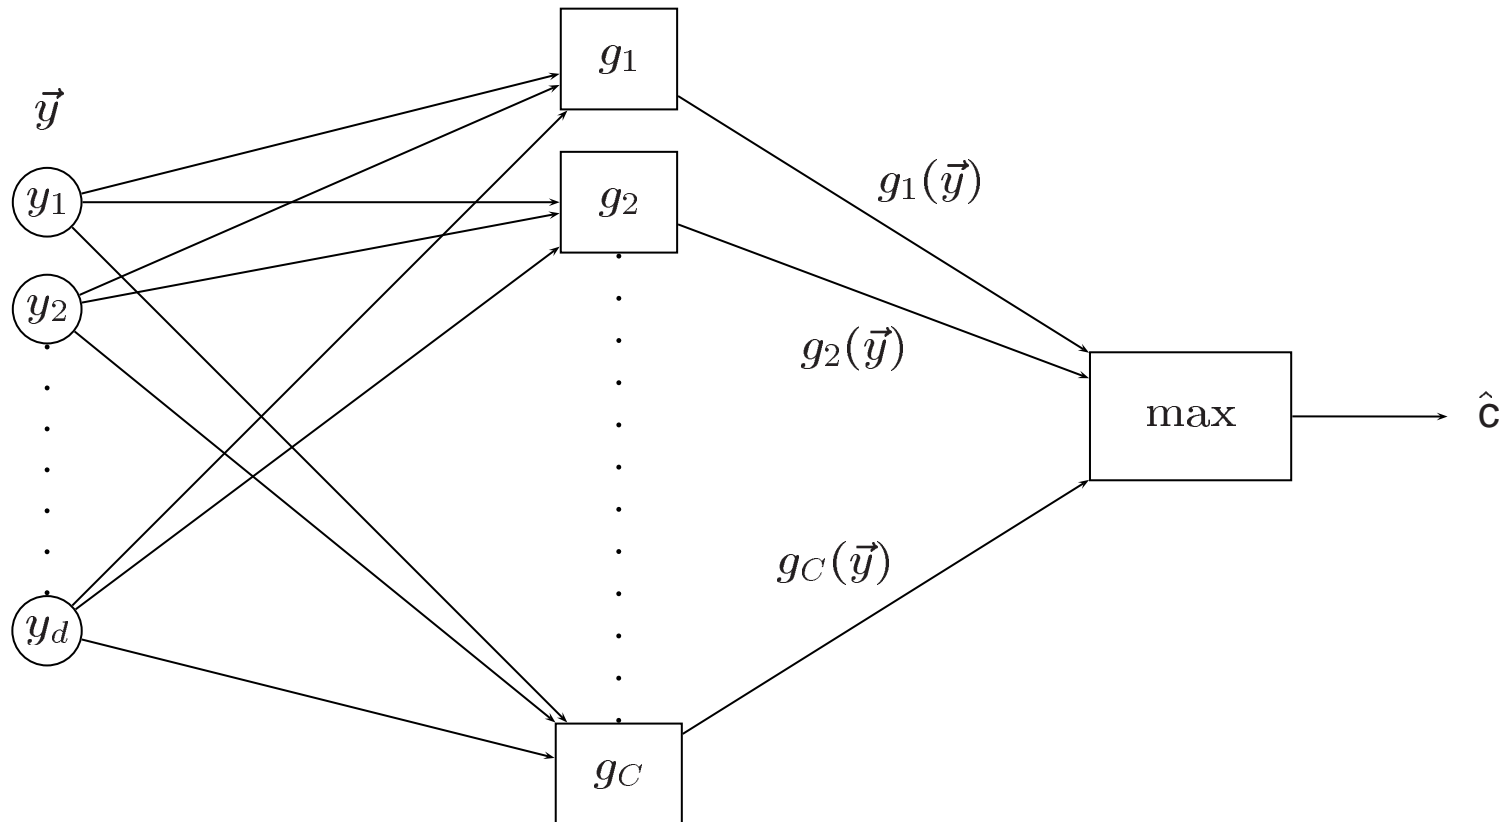 g₁
y⃗
y₁
g₂
g₁(y⃗)
y₂
g₂(y⃗)
max
ĉ
g_C(y⃗)
y_d
g_C